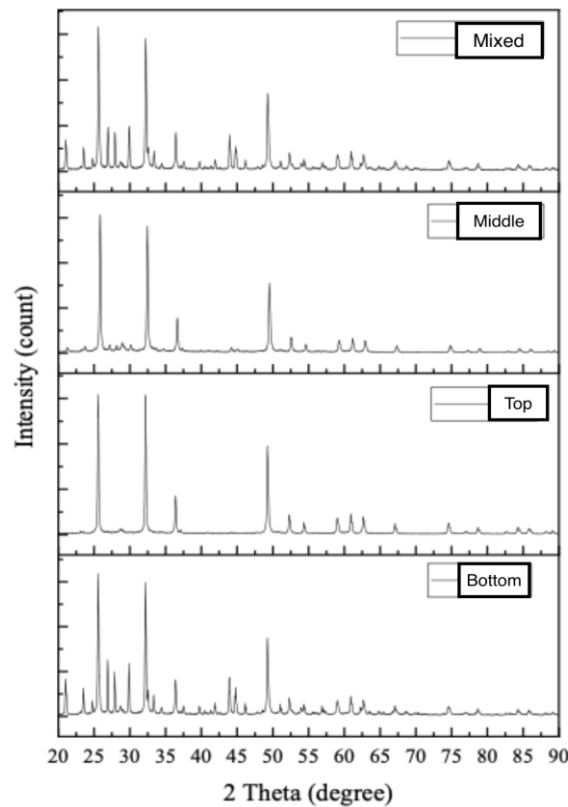 Mixed
Middle
Top
Bottom
Intensity (count)
20 25 30 35 40 45 50 55 60 65 70 75 80 85 90
2 Theta (degree)